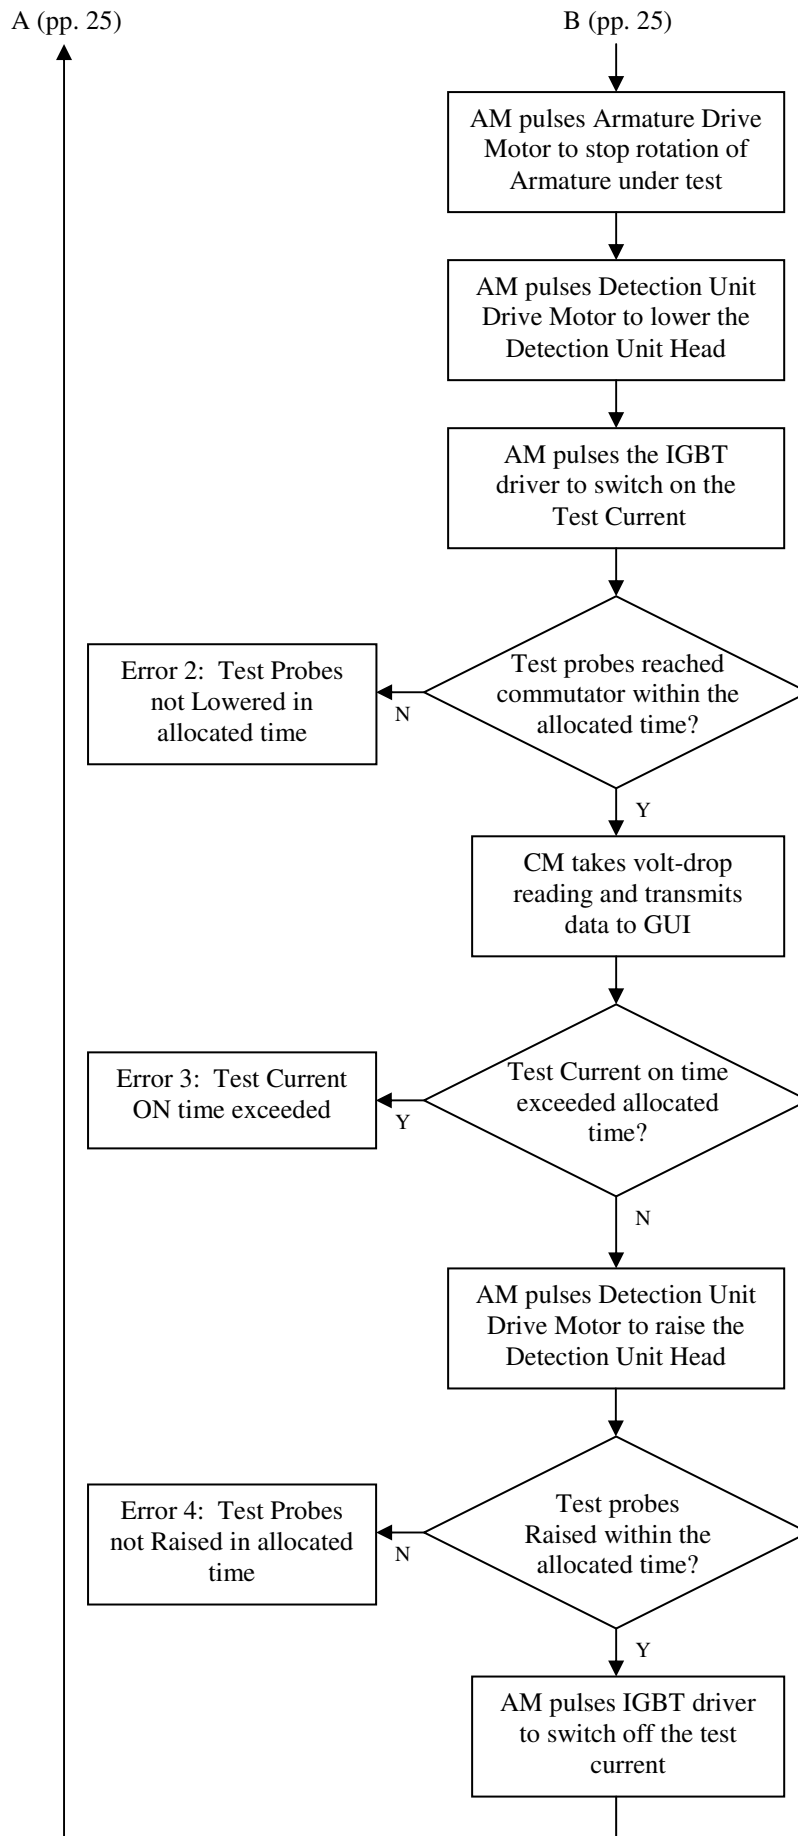 A (pp. 25)
B (pp. 25)
AM pulses Armature Drive
Motor to stop rotation of
Armature under test
AM pulses Detection Unit
Drive Motor to lower the
Detection Unit Head
AM pulses the IGBT
driver to switch on the
Test Current
Test probes reached
commutator within the
allocated time?
N
Error 2:  Test Probes
not Lowered in
allocated time
Y
CM takes volt-drop
reading and transmits
data to GUI
Test Current on time
exceeded allocated
time?
Y
Error 3:  Test Current
ON time exceeded
N
AM pulses Detection Unit
Drive Motor to raise the
Detection Unit Head
Test probes
Raised within the
allocated time?
N
Error 4:  Test Probes
not Raised in allocated
time
Y
AM pulses IGBT driver
to switch off the test
current